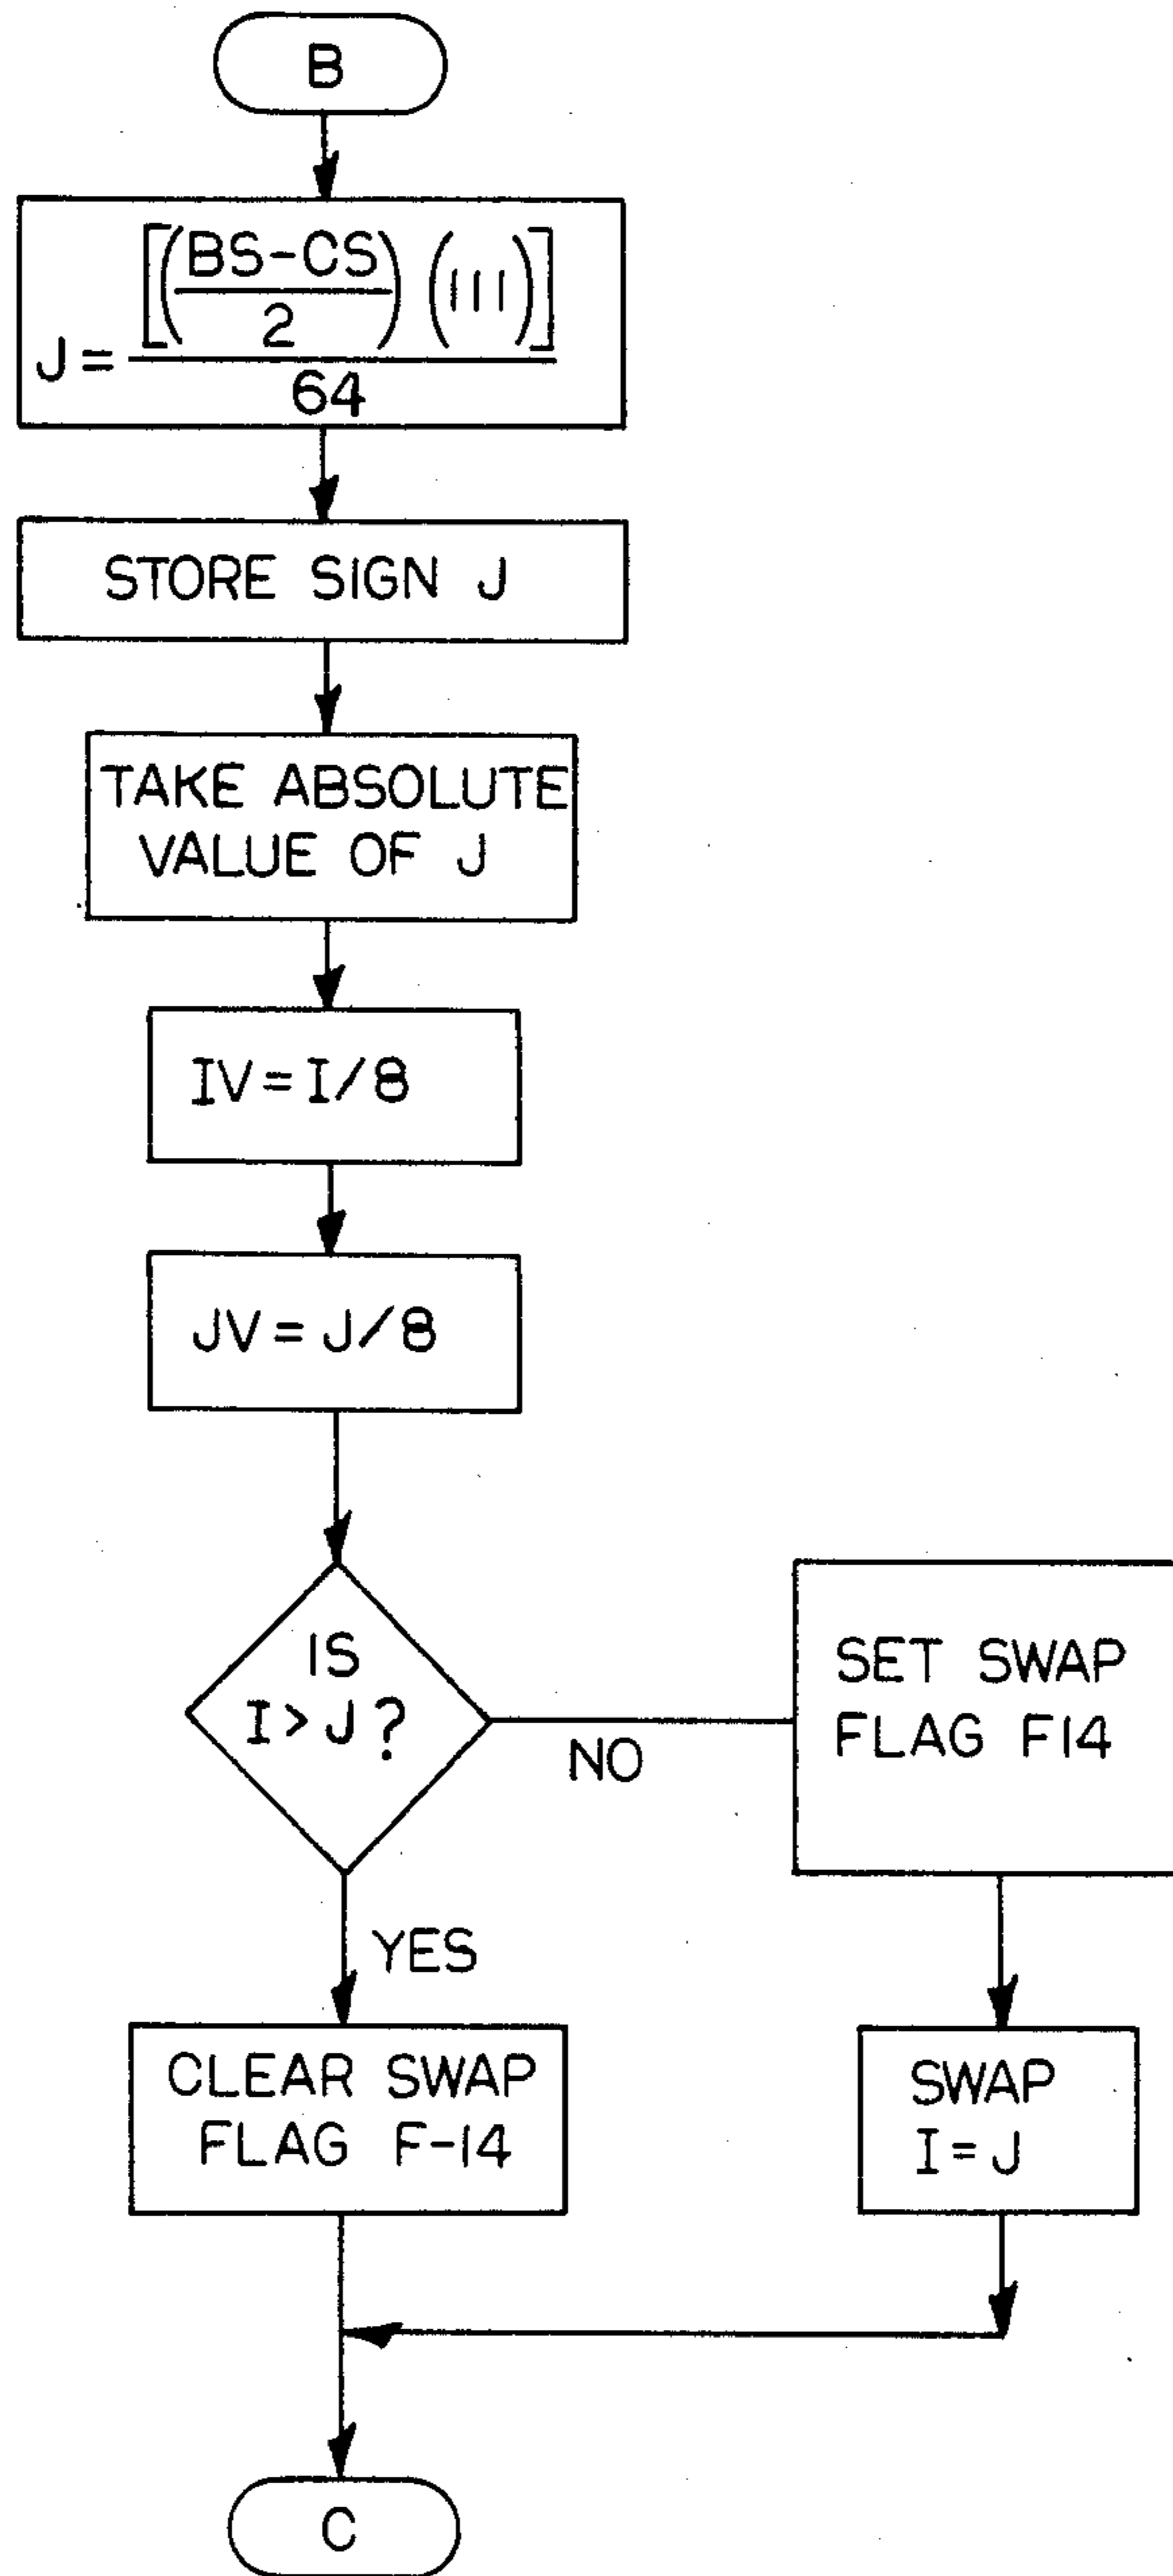 B
[(BS-CS
2) (111)]
J =
64
STORE SIGN J
TAKE ABSOLUTE
VALUE OF J
IV = I/8
JV = J/8
IS
I > J ?
NO
SET SWAP
FLAG F14
YES
CLEAR SWAP
FLAG F-14
SWAP
I = J
C